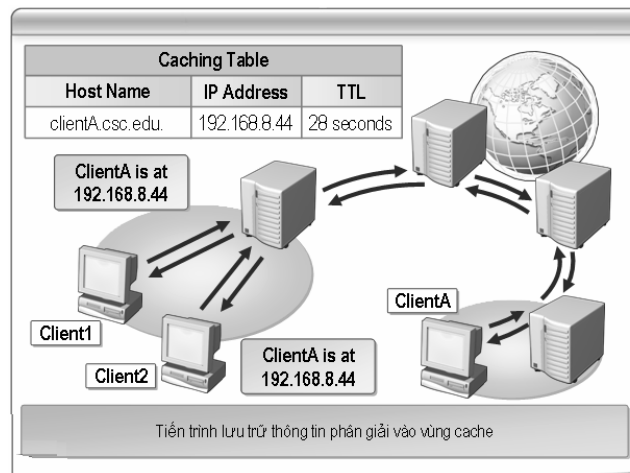 Caching Table
Host Name IP Address TTL
clientA.csc.edu. 192.168.8.44 28 seconds
ClientA is at
192.168.8.44
Client1
Client2
ClientA is at
192.168.8.44
ClientA
Tiến trình lưu trữ thông tin phân giải vào vùng cache